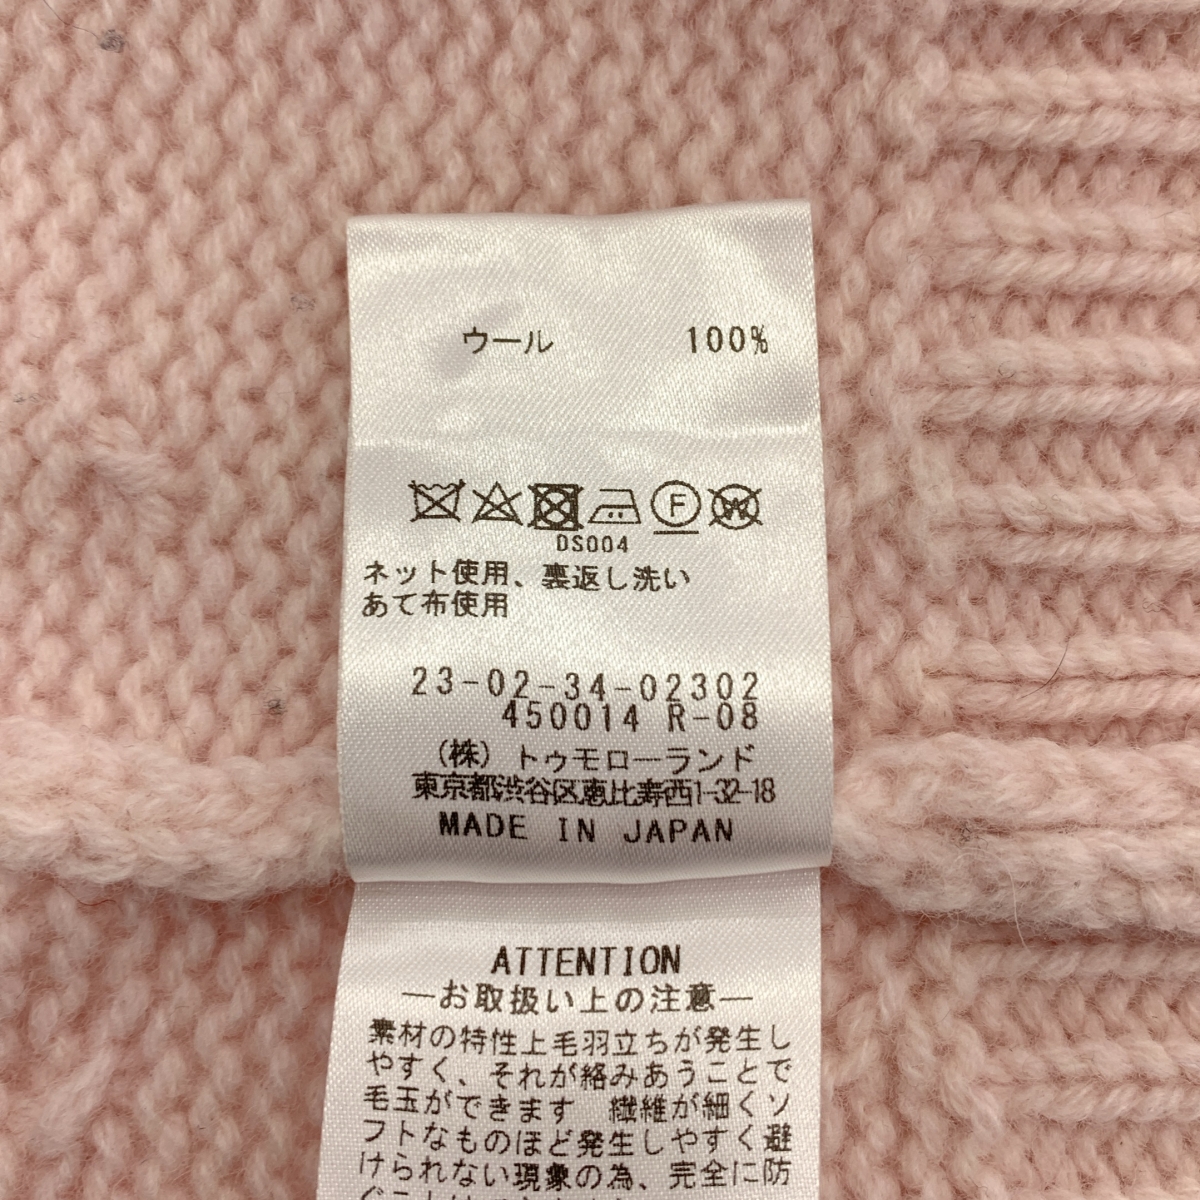 ウール 100%
F W
DS004
ネット使用、裏返し洗い
あて布使用
23-02-34-02302
450014 R-08
(株)トゥモローランド
東京都渋谷区恵比寿西1-32-18
MADE IN JAPAN
ATTENTION
―お取扱い上の注意―
素材の特性上毛羽立ちが発生し
やすく、それが絡みあうことで
毛玉ができます 繊維が細くソ
フトなものほど発生しやすく避
けられない現象の為、完全に防